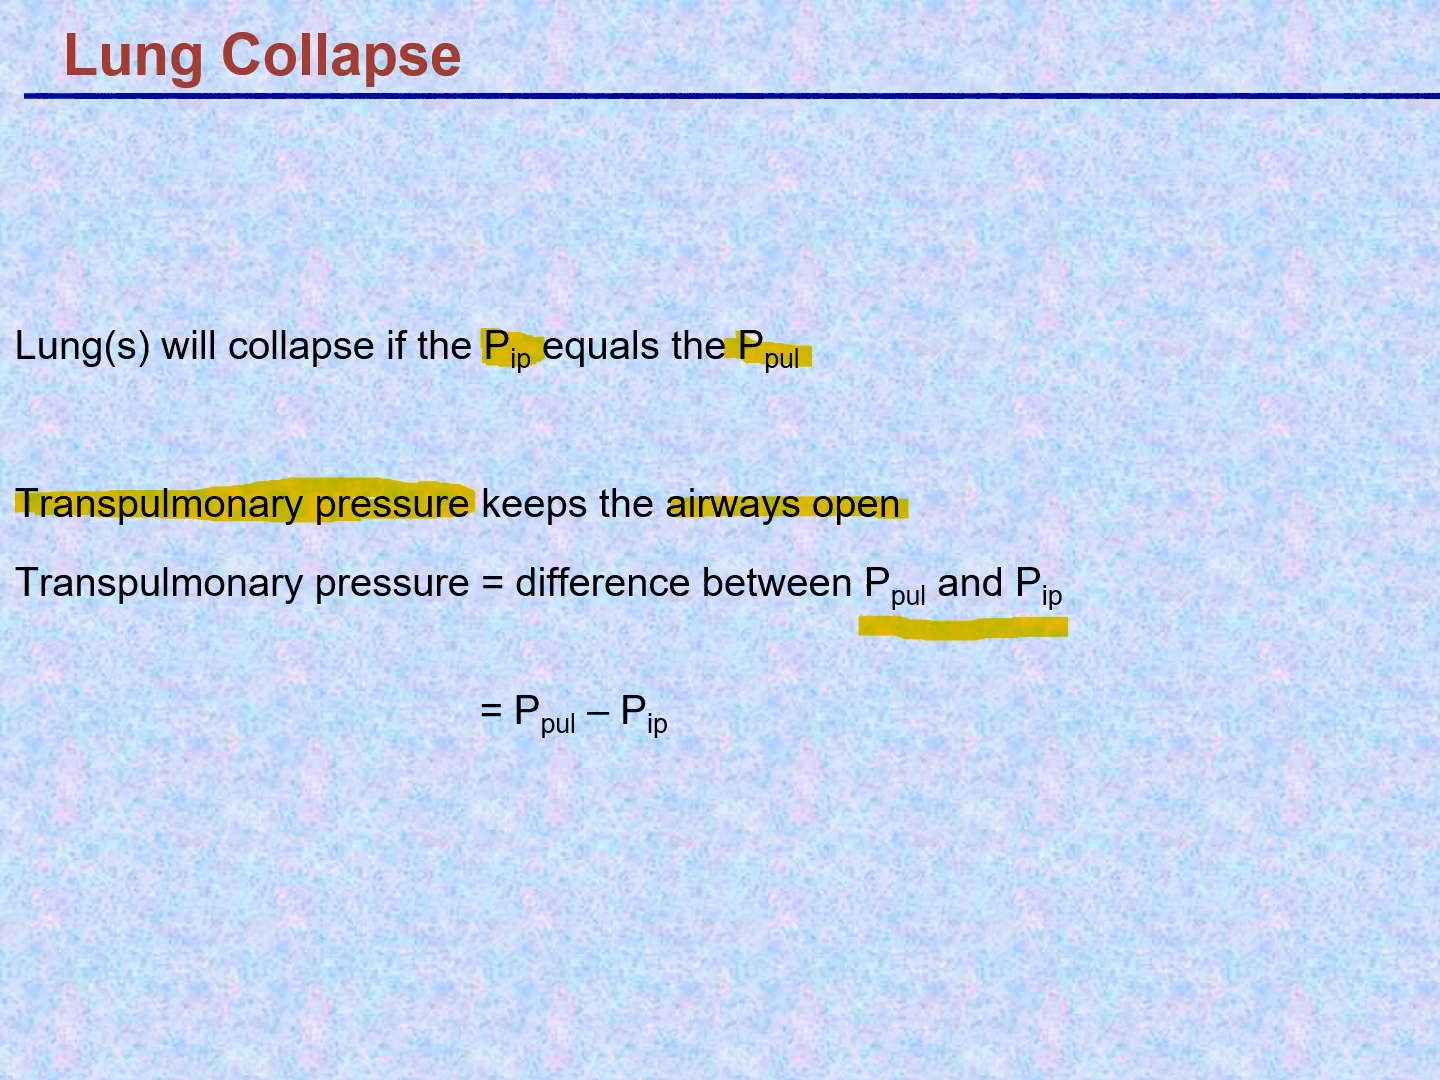 Lung Collapse
Lung(s) will collapse if the Pip equals the Ppul
Transpulmonary pressure keeps the airways open
Transpulmonary pressure = difference between Ppul and Pip
= Ppul – Pip